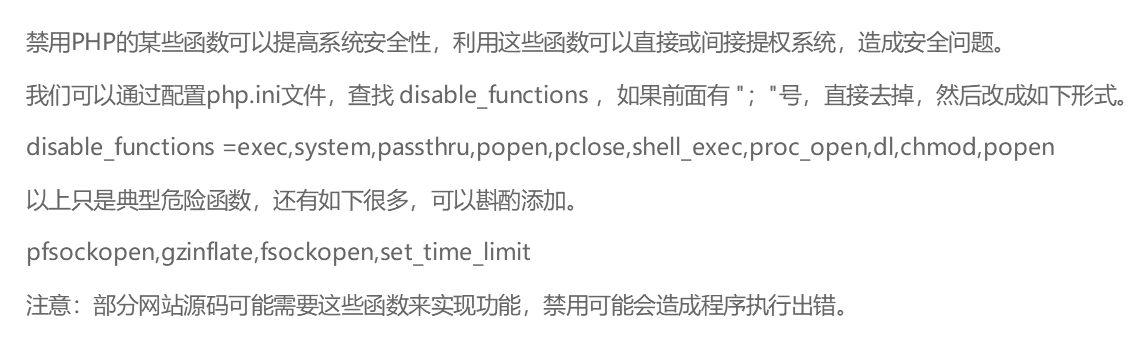 禁用PHP的某些函数可以提高系统安全性，利用这些函数可以直接或间接提权系统，造成安全问题。
我们可以通过配置php.ini文件，查找 disable_functions ，如果前面有 "；"号，直接去掉，然后改成如下形式。
disable_functions =exec,system,passthru,popen,pclose,shell_exec,proc_open,dl,chmod,popen
以上只是典型危险函数，还有如下很多，可以斟酌添加。
pfsockopen,gzinflate,fsockopen,set_time_limit
注意：部分网站源码可能需要这些函数来实现功能，禁用可能会造成程序执行出错。